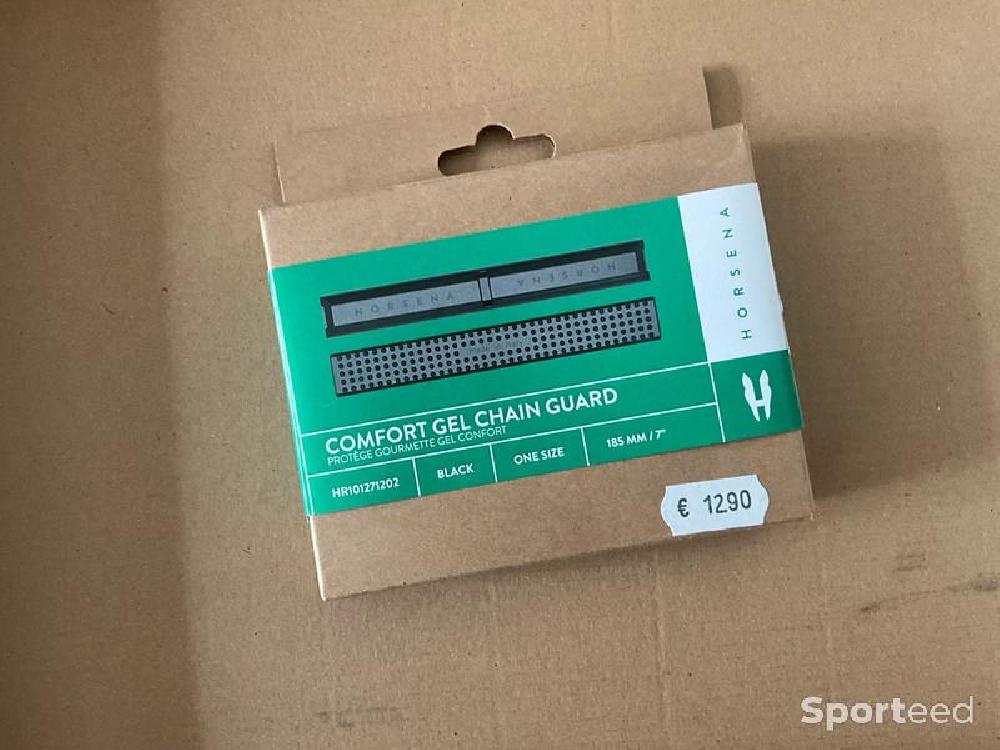 HORSENA
HORSENA
HORSENA
COMFORT GEL CHAIN GUARD
PROTÈGE GOURMETTE GEL CONFORT
HR101271202
BLACK
ONE SIZE
185 MM / 7"
€ 12.90
Sporteed